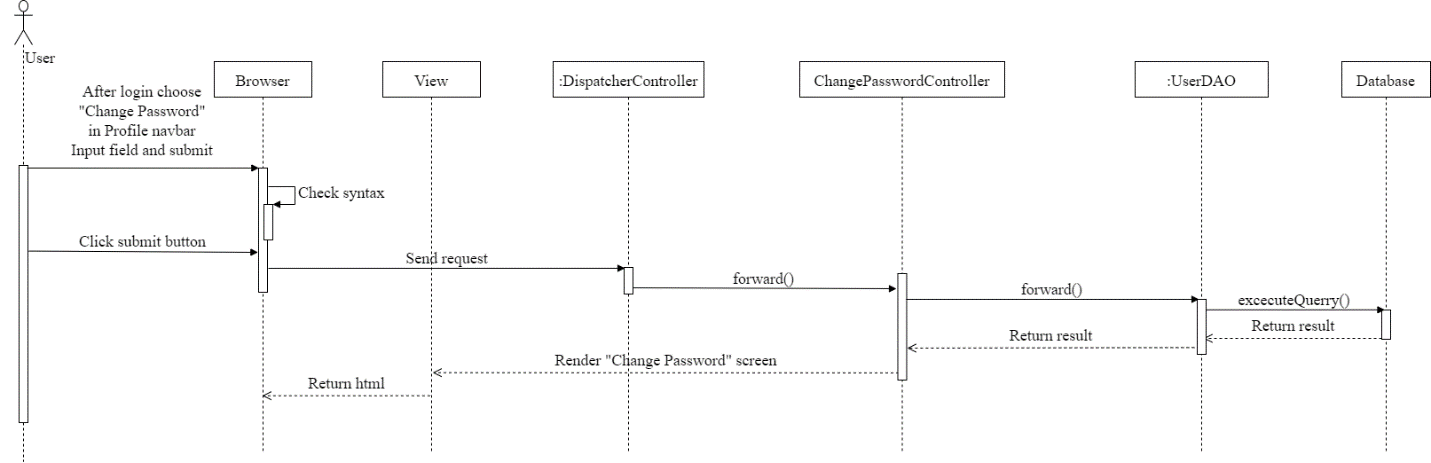 User
Browser
View
:DispatcherController
ChangePasswordController
:UserDAO
Database
After login choose
"Change Password"
in Profile navbar
Input field and submit
Check syntax
Click submit button
Send request
forward()
forward()
excecuteQuerry()
Return result
Return result
Render "Change Password" screen
Return html